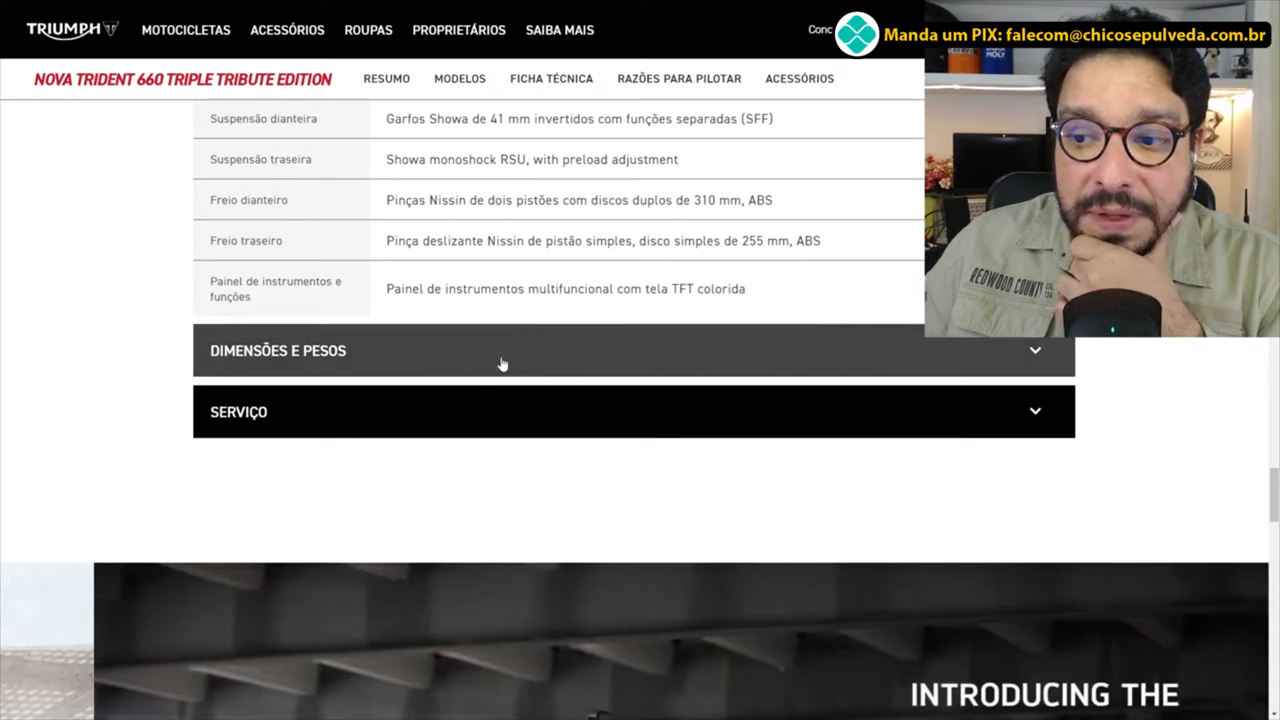 TRIUMPH MOTOCICLETAS ACESSÓRIOS ROUPAS PROPRIETÁRIOS SAIBA MAIS Conc
Manda um PIX: falecom@chicosepulveda.com.br
NOVA TRIDENT 660 TRIPLE TRIBUTE EDITION RESUMO MODELOS FICHA TÉCNICA RAZÕES PARA PILOTAR ACESSÓRIOS
Suspensão dianteira Garfos Showa de 41 mm invertidos com funções separadas (SFF)
Suspensão traseira Showa monoshock RSU, with preload adjustment
Freio dianteiro Pinças Nissin de dois pistões com discos duplos de 310 mm, ABS
Freio traseiro Pinça deslizante Nissin de pistão simples, disco simples de 255 mm, ABS
Painel de instrumentos e
funções
Painel de instrumentos multifuncional com tela TFT colorida
REDWOOD COUNTY
DIMENSÕES E PESOS
SERVIÇO
INTRODUCING THE